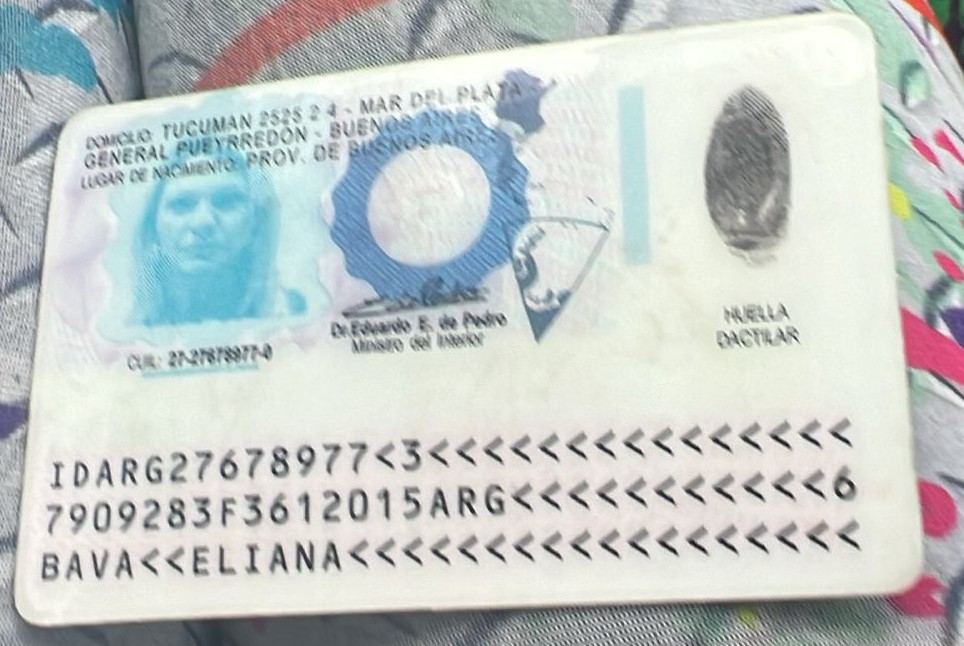 DOMICILIO: TUCUMAN 2525 2 4 - MAR DEL PLATA -
GENERAL PUEYRREDON - BUENOS AIRES
LUGAR DE NACIMIENTO: PROV. DE BUENOS AIRES
Dr. Eduardo E. de Pedro
Ministro del Interior
CUIL: 27-27678977-0
HUELLA
DACTILAR
IDARG27678977<3<<<<<<<<<<<<<<<
7909283F3612015ARG<<<<<<<<<<<6
BAVA<<ELIANA<<<<<<<<<<<<<<<<<<